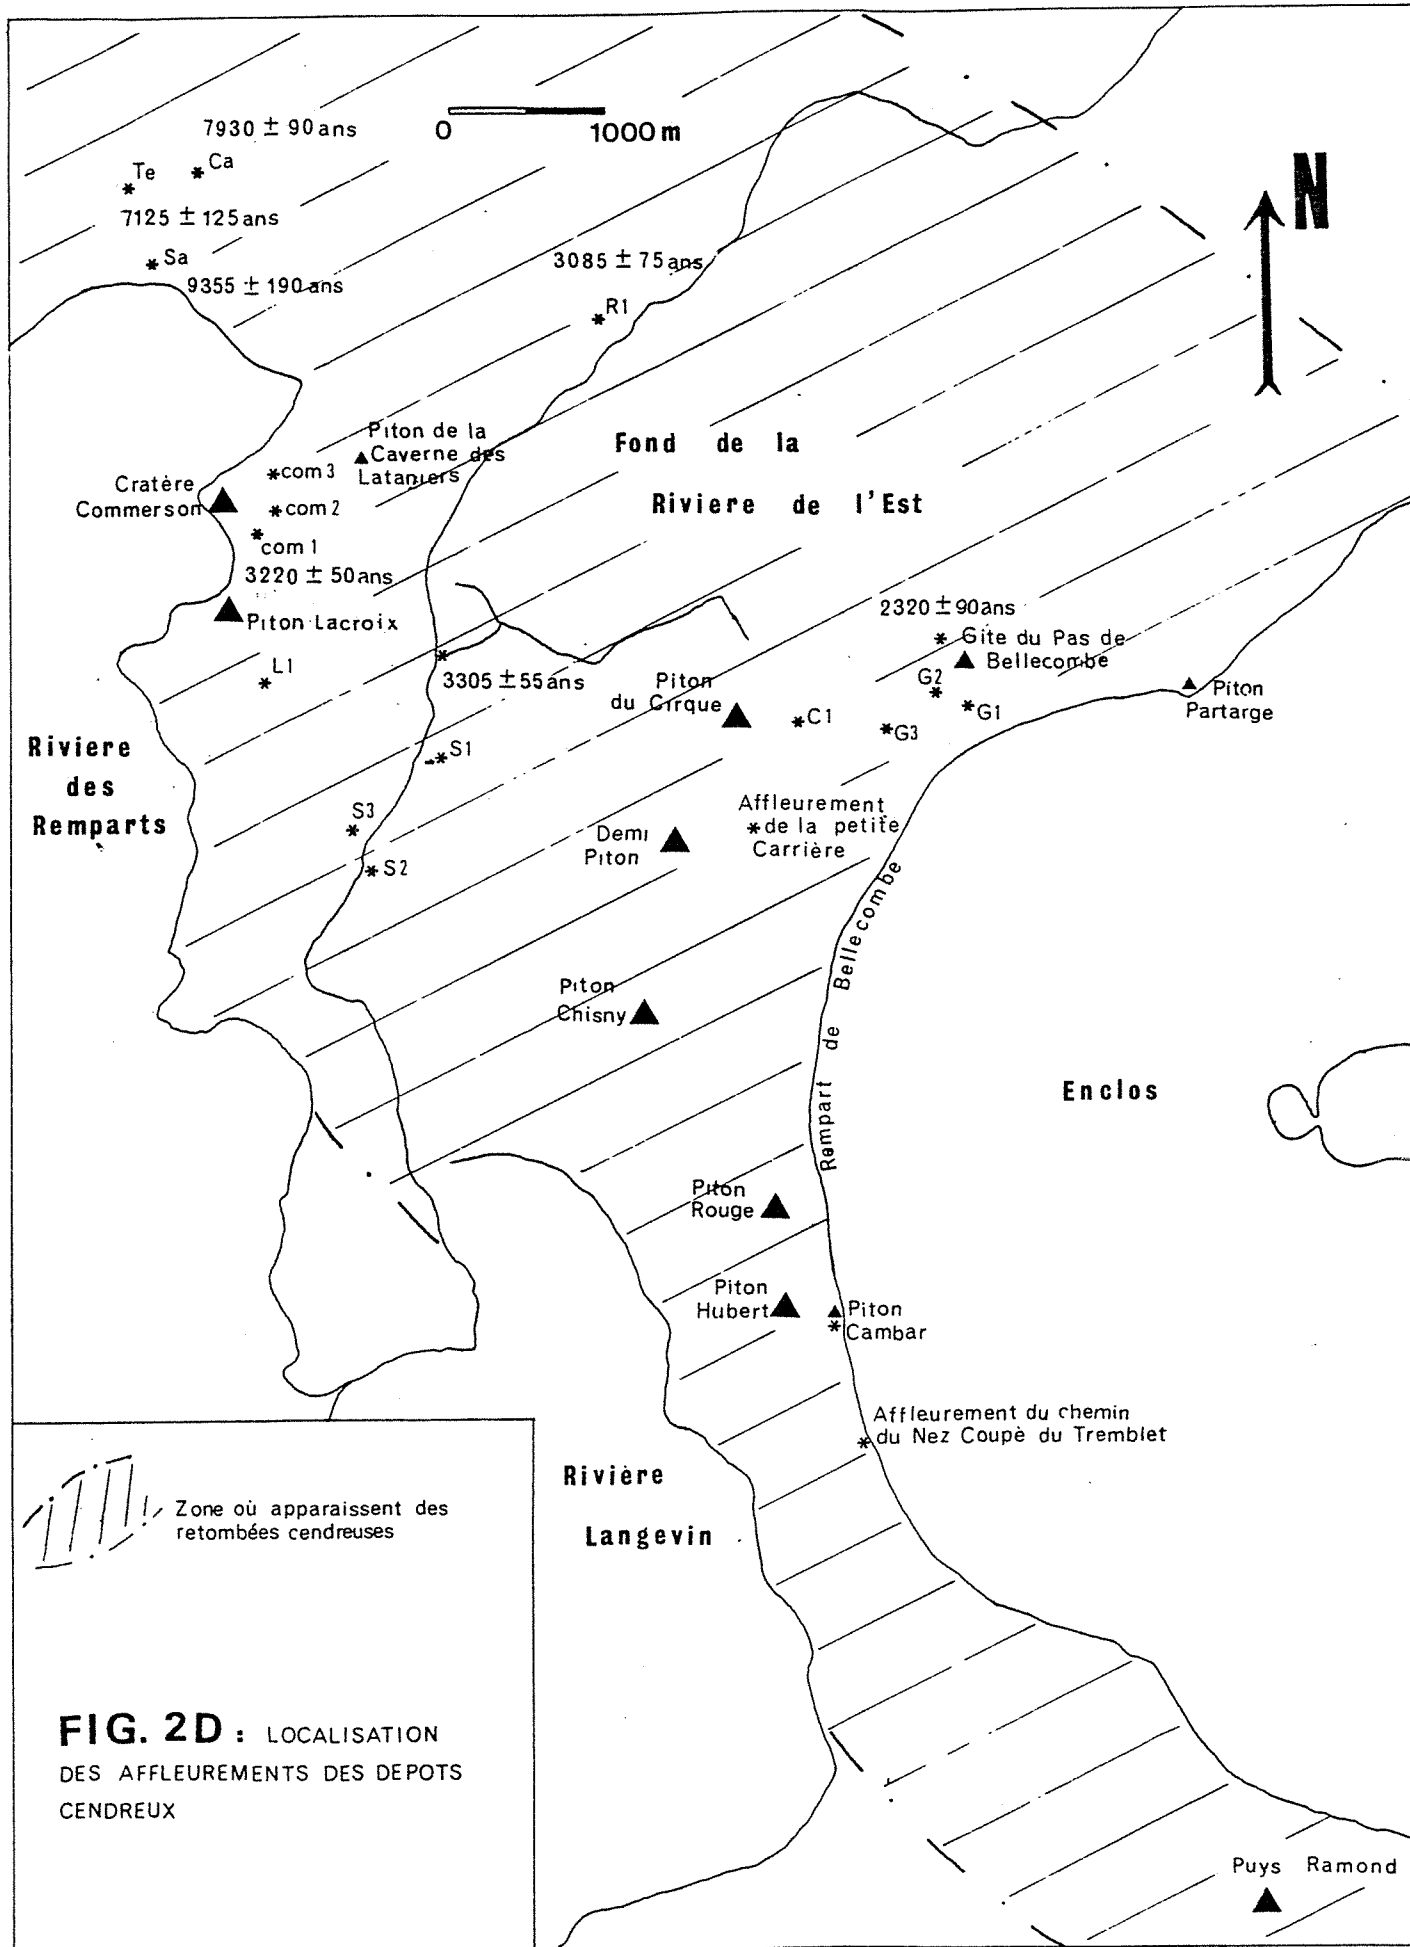 7930 ± 90 ans
0 1000 m
Te
Ca
7125 ± 125 ans
N
Sa
9355 ± 190 ans
3085 ± 75 ans
R1
Piton de la
Caverne des
Lataniers
Fond de la
Riviere de l'Est
Cratère
Commerson
com 3
com 2
com 1
3220 ± 50 ans
Piton Lacroix
2320 ± 90 ans
Gite du Pas de
Bellecombe
L1
3305 ± 55 ans
Piton
du Cirque
C1
G2
G1
G3
Piton
Partarge
Riviere
des
Remparts
S1
S3
S2
Demi
Piton
Affleurement
de la petite
Carrière
Rempart de Bellecombe
Piton
Chisny
Enclos
Piton
Rouge
Piton
Hubert
Piton
Cambar
Affleurement du chemin
du Nez Coupè du Tremblet
Rivière
Langevin
Zone où apparaissent des
retombées cendreuses
FIG. 2D : LOCALISATION
DES AFFLEUREMENTS DES DEPOTS
CENDREUX
Puys Ramond